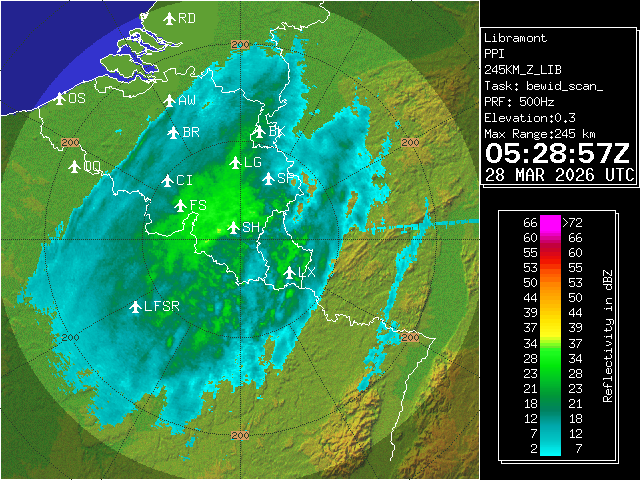 RD
200
OS
AW
BR
BK
200
200
OO
LG
CI
SP
FS
SH
LX
LFSR
200
200
200
Libramont
PPI
245KM_Z_LIB
Task: bewid_scan_
PRF: 500Hz
Elevation:0.3
Max Range:245 km
05:28:57Z
28 MAR 2026 UTC
66 >72
60 66
55 60
53 55
50 53
44 50
39 44
37 39
34 37
28 34
23 28
21 23
18 21
12 18
7 12
2 7
Reflectivity in dBZ